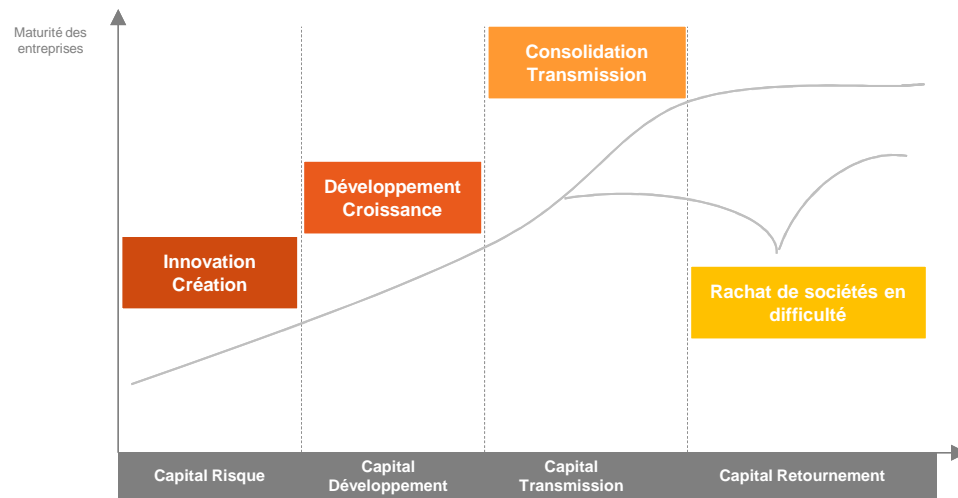 Maturité des
entreprises
Consolidation
Transmission
Développement
Croissance
Innovation
Création
Rachat de sociétés en
difficulté
Capital Risque
Capital
Développement
Capital
Transmission
Capital Retournement